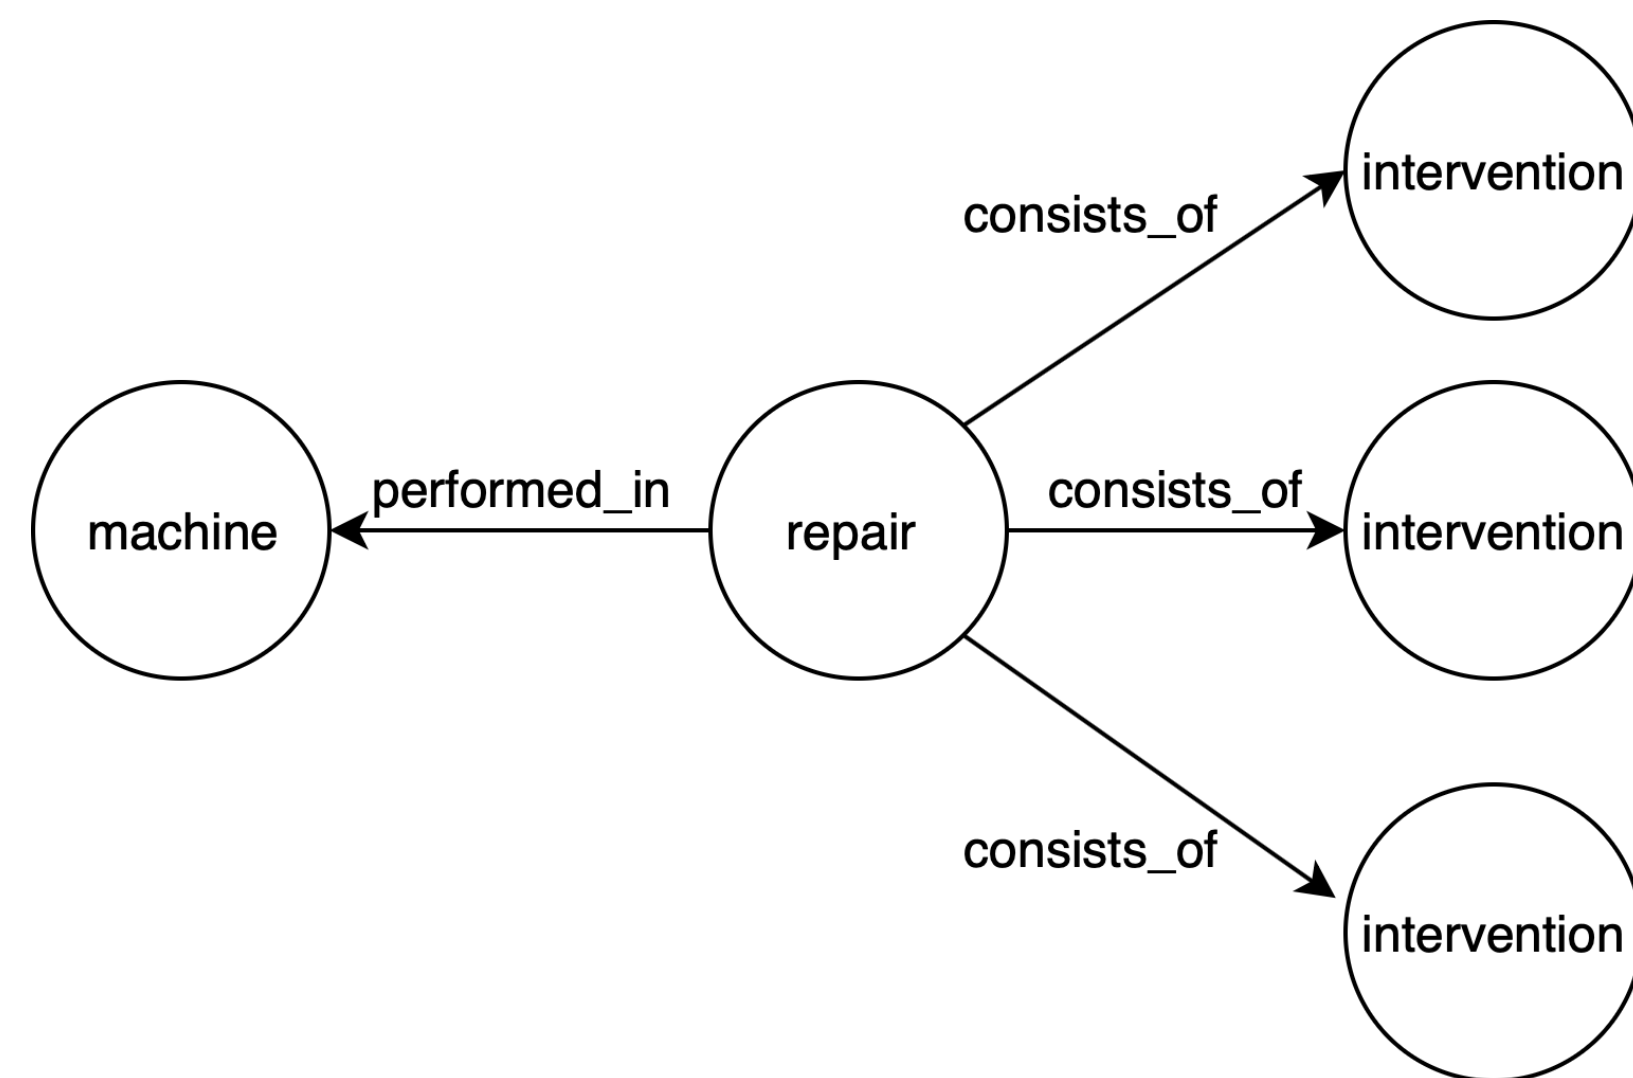 intervention
consists_of
performed_in
consists_of
machine
repair
intervention
consists_of
intervention